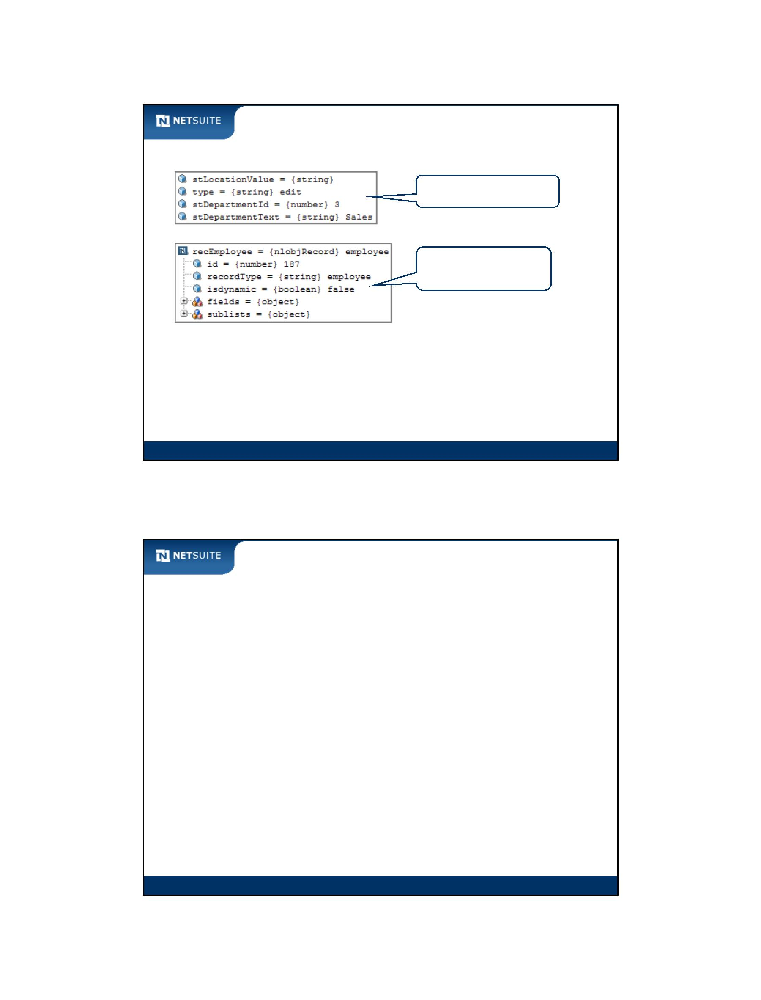 NETSUITE
stLocationValue = {string}
type = {string} edit
stDepartmentId = {number} 3
stDepartmentText = {string} Sales
recEmployee = {nlobjRecord} employee
id = {number} 187
recordType = {string} employee
isdynamic = {boolean} false
fields = {object}
sublists = {object}
NETSUITE